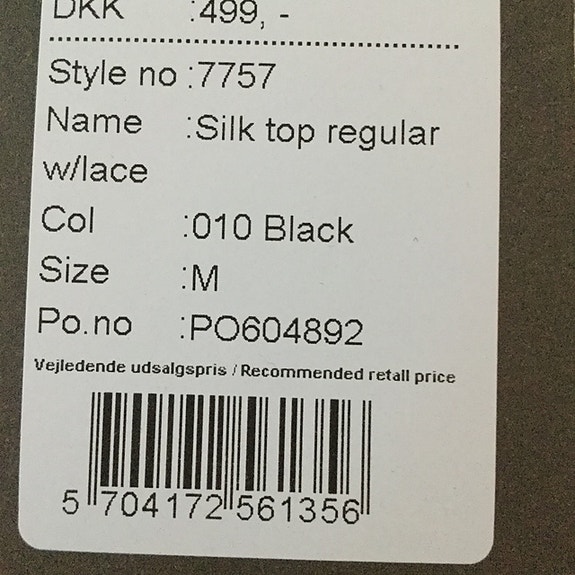 DKK :499, -
Style no :7757
Name :Silk top regular
w/lace
Col :010 Black
Size :M
Po.no :PO604892
Vejledende udsalgspris / Recommended retail price
5 704172 561356